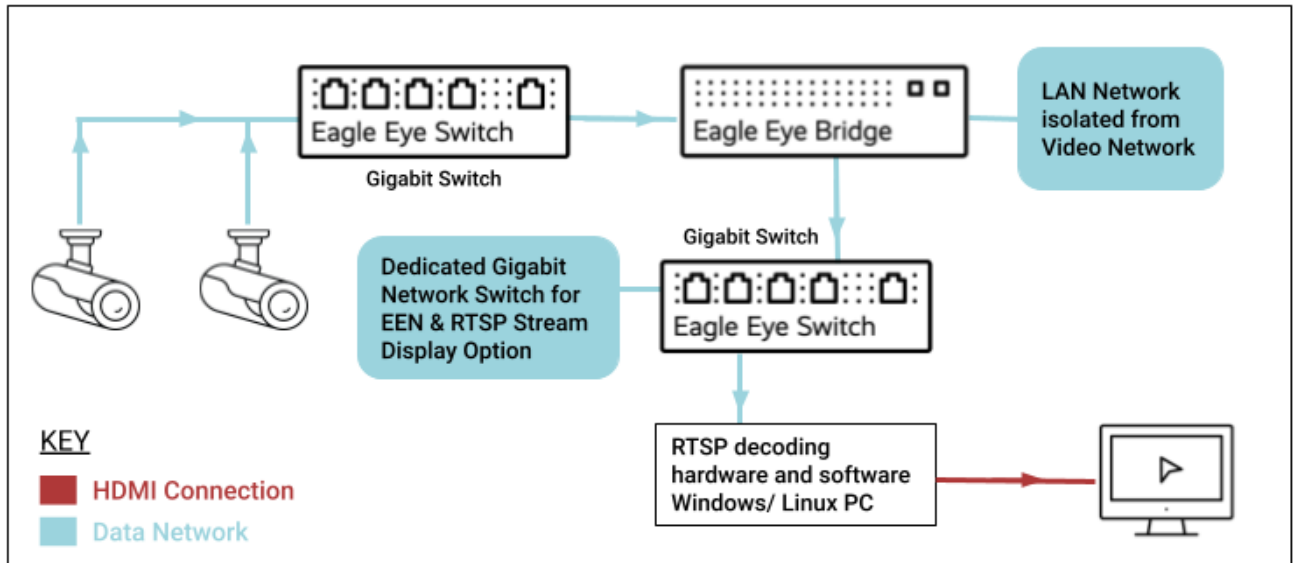 Eagle Eye Switch
Gigabit Switch
Eagle Eye Bridge
LAN Network
isolated from
Video Network
Gigabit Switch
Dedicated Gigabit
Network Switch for
EEN & RTSP Stream
Display Option
Eagle Eye Switch
RTSP decoding
hardware and software
Windows/ Linux PC
KEY
HDMI Connection
Data Network